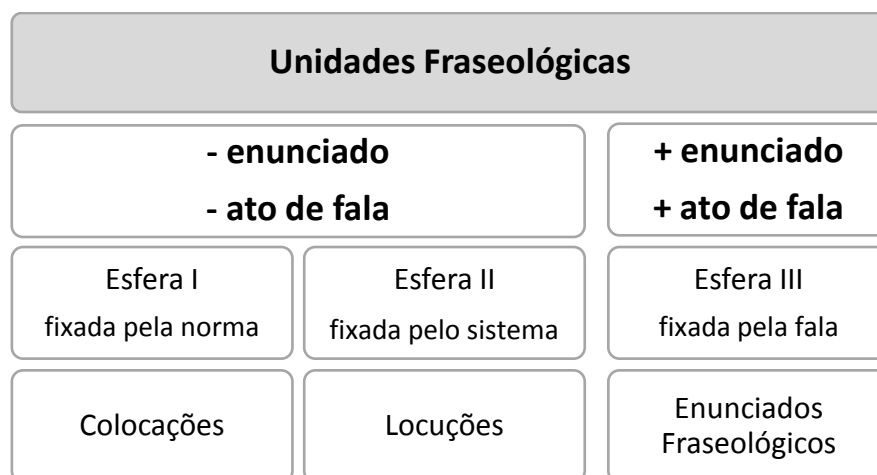 Unidades Fraseológicas
- enunciado
- ato de fala
+ enunciado
+ ato de fala
Esfera I
fixada pela norma
Esfera II
fixada pelo sistema
Esfera III
fixada pela fala
Colocações
Locuções
Enunciados
Fraseológicos